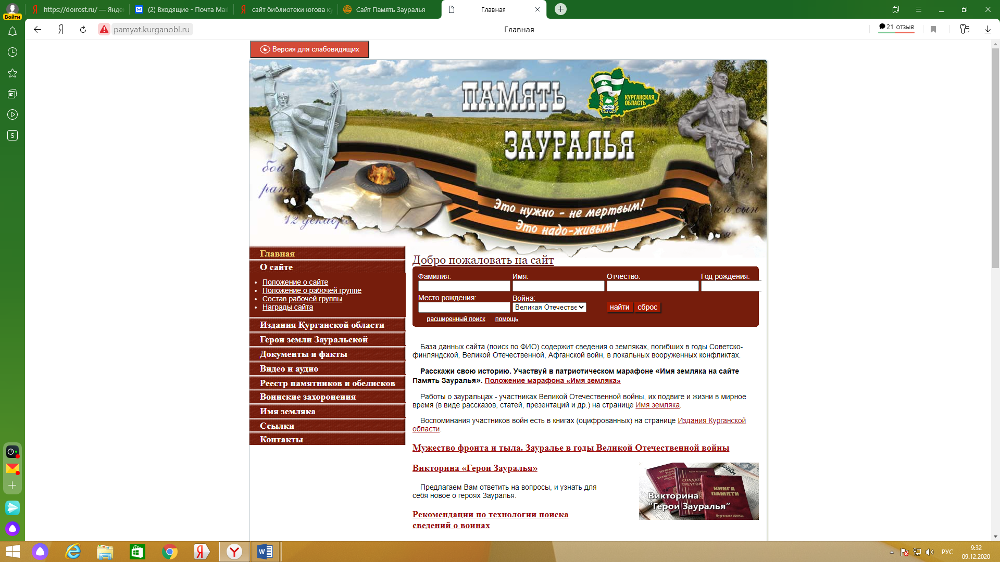 https://doirost.ru/ — Янде
(2) Входящие - Почта Mail
сайт библиотеки югова ку
Сайт Память Зауралья
Главная
Войти
pamyat.kurganobl.ru
Главная
21 отзыв
5
Версия для слабовидящих
ПАМЯТЬ
КУРГАНСКАЯ
ОБЛАСТЬ
ЗАУРАЛЬЯ
бой
12 декабря
Это нужно - не мертвым!
Это надо-живым!
сын
Главная
О сайте
Положение о сайте
Положение о рабочей группе
Состав рабочей группы
Награды сайта
Издания Курганской области
Герои земли Зауральской
Документы и факты
Видео и аудио
Реестр памятников и обелисков
Воинские захоронения
Имя земляка
Ссылки
Контакты
Добро пожаловать на сайт
Фамилия: Имя: Отчество: Год рождения:
Место рождения: Война:
Великая Отечестве найти сброс
расширенный поиск помощь
База данных сайта (поиск по ФИО) содержит сведения о земляках, погибших в годы Советско-
финляндской, Великой Отечественной, Афганской войн, в локальных вооруженных конфликтах.
Расскажи свою историю. Участвуй в патриотическом марафоне «Имя земляка на сайте
Память Зауралья». Положение марафона «Имя земляка»
Работы о зауральцах - участниках Великой Отечественной войны, их подвиге и жизни в мирное
время (в виде рассказов, статей, презентаций и др.) на странице Имя земляка.
Воспоминания участников войн есть в книгах (оцифрованных) на странице Издания Курганской
области.
Мужество фронта и тыла. Зауралье в годы Великой Отечественной войны
Викторина «Герои Зауралья»
Предлагаем Вам ответить на вопросы, и узнать для
себя новое о героях Зауралья.
КНИГА
ПАМЯТИ
Викторина
“Герои Зауралья”
Курганская область
Рекомендации по технологии поиска
сведений о воинах
РУС
9:32
09.12.2020